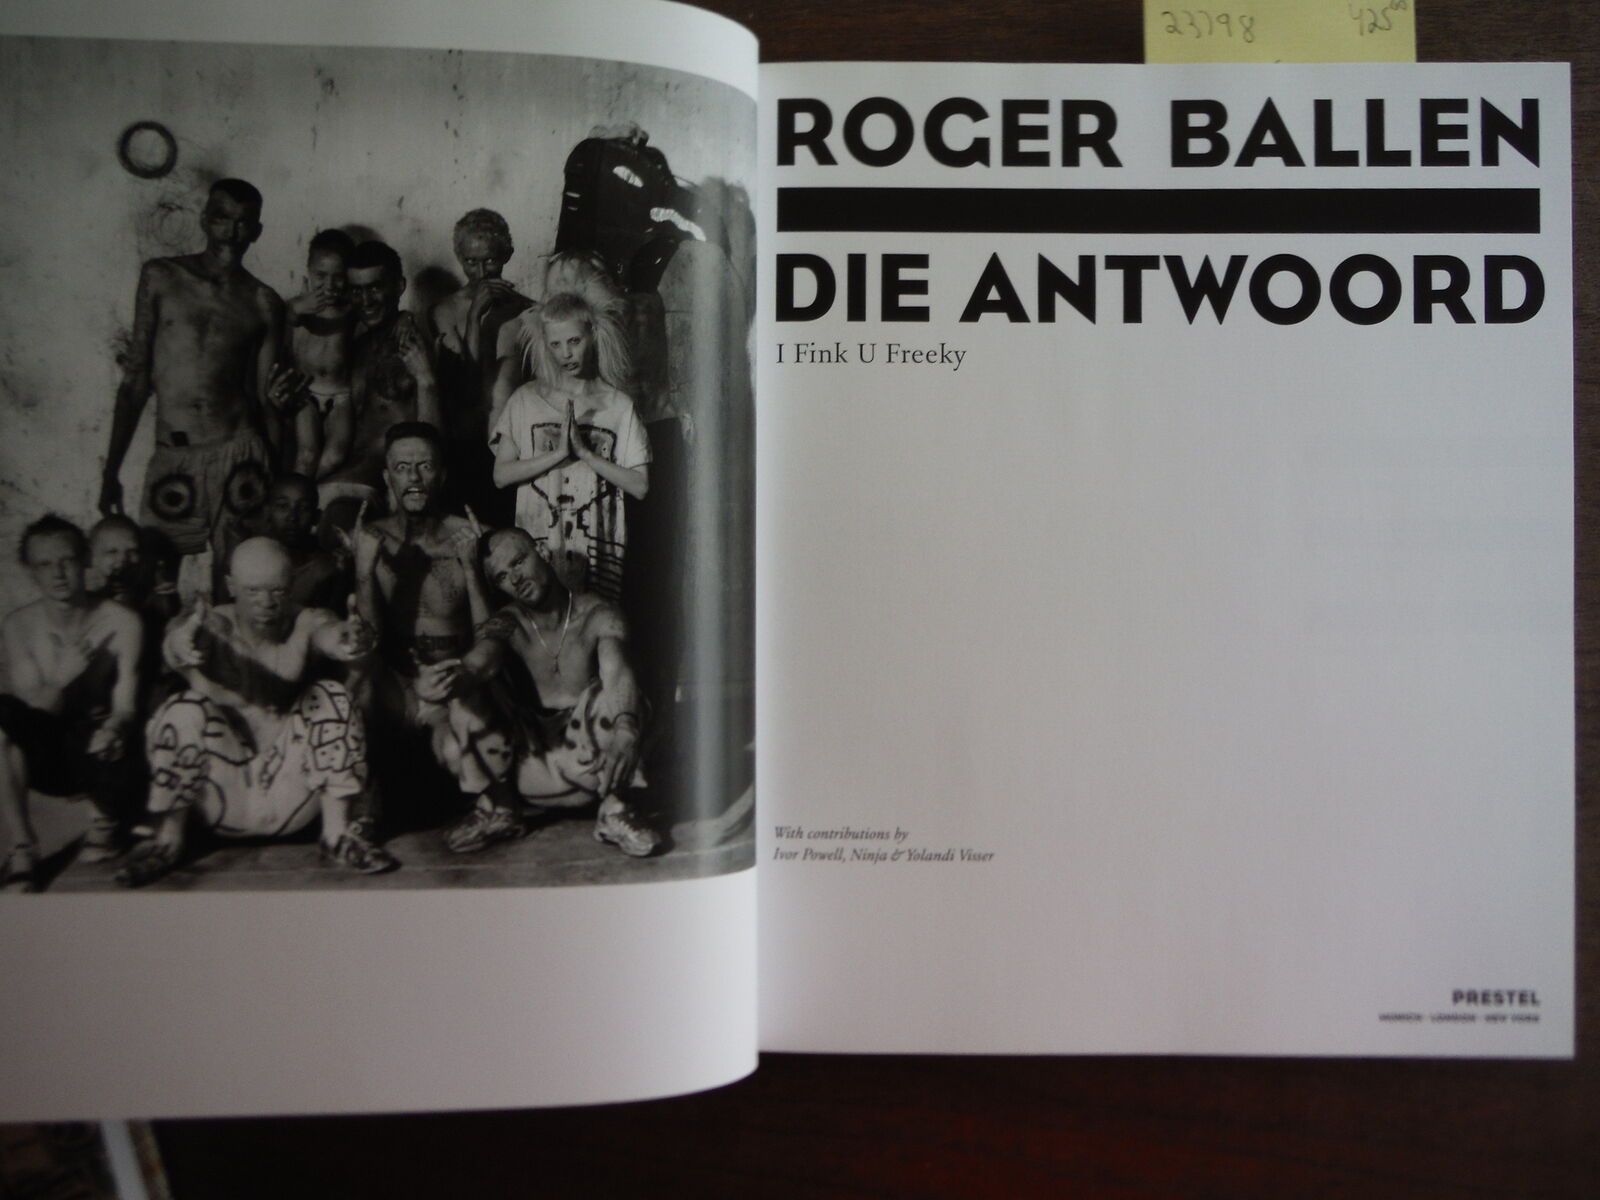 23798 425⁰⁰
ROGER BALLEN
DIE ANTWOORD
I Fink U Freeky
With contributions by
Ivor Powell, Ninja & Yolandi Visser
PRESTEL
MUNICH · LONDON · NEW YORK